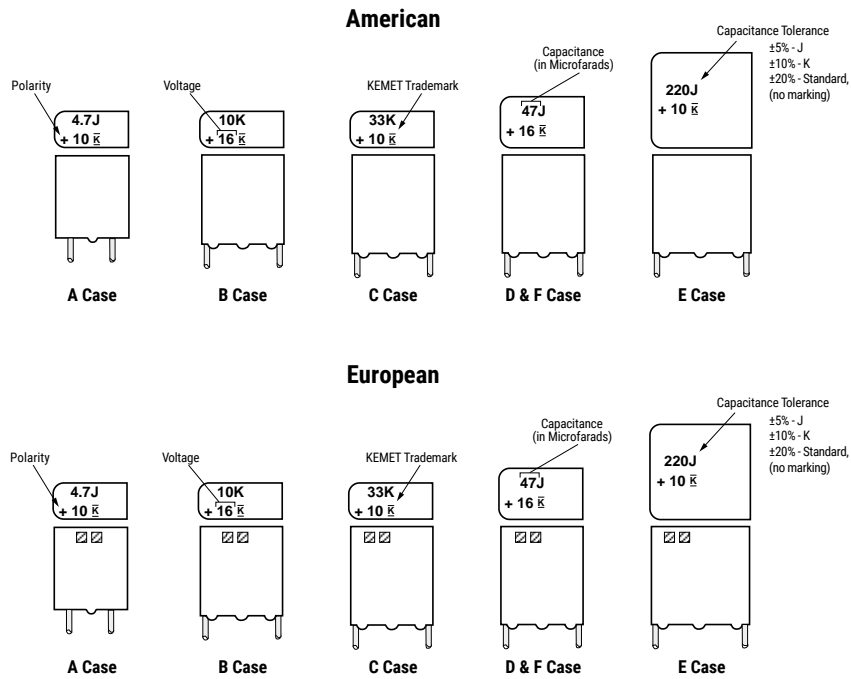 American
Capacitance Tolerance
±5% - J
±10% - K
±20% - Standard,
(no marking)
Capacitance
(in Microfarads)
Polarity
Voltage
KEMET Trademark
4.7J
+ 10 K
10K
+ 16 K
33K
+ 10 K
47J
+ 16 K
220J
+ 10 K
A Case
B Case
C Case
D & F Case
E Case
European
Capacitance Tolerance
±5% - J
±10% - K
±20% - Standard,
(no marking)
Capacitance
(in Microfarads)
Polarity
Voltage
KEMET Trademark
4.7J
+ 10 K
10K
+ 16 K
33K
+ 10 K
47J
+ 16 K
220J
+ 10 K
A Case
B Case
C Case
D & F Case
E Case